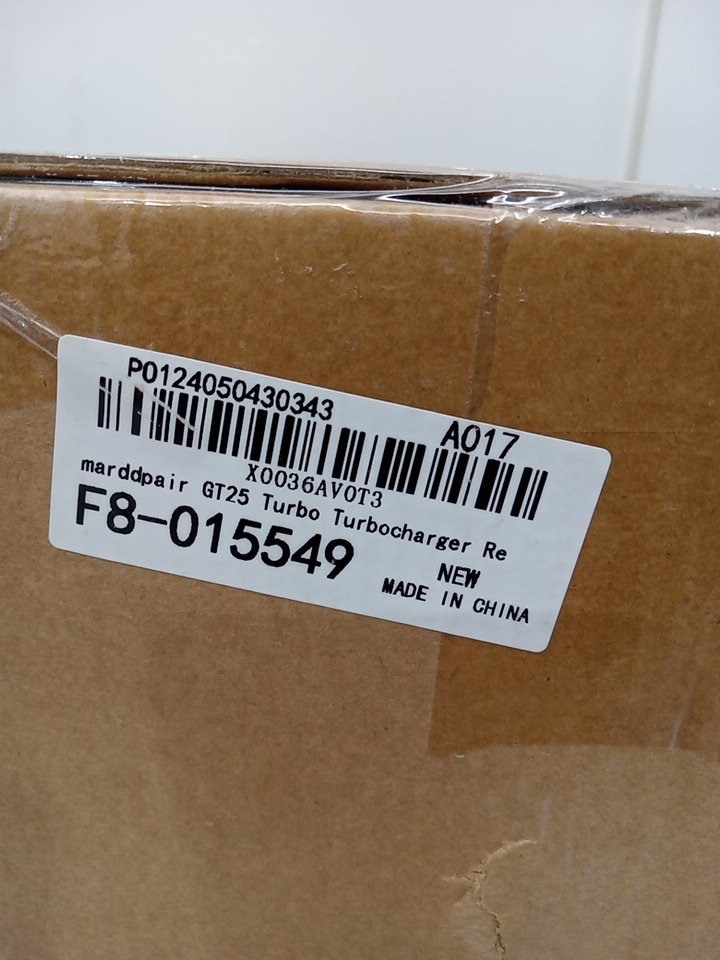 P0124050430343
A017
X0036AV0T3
marddpair GT25 Turbo Turbocharger Re
F8-015549
NEW
MADE IN CHINA